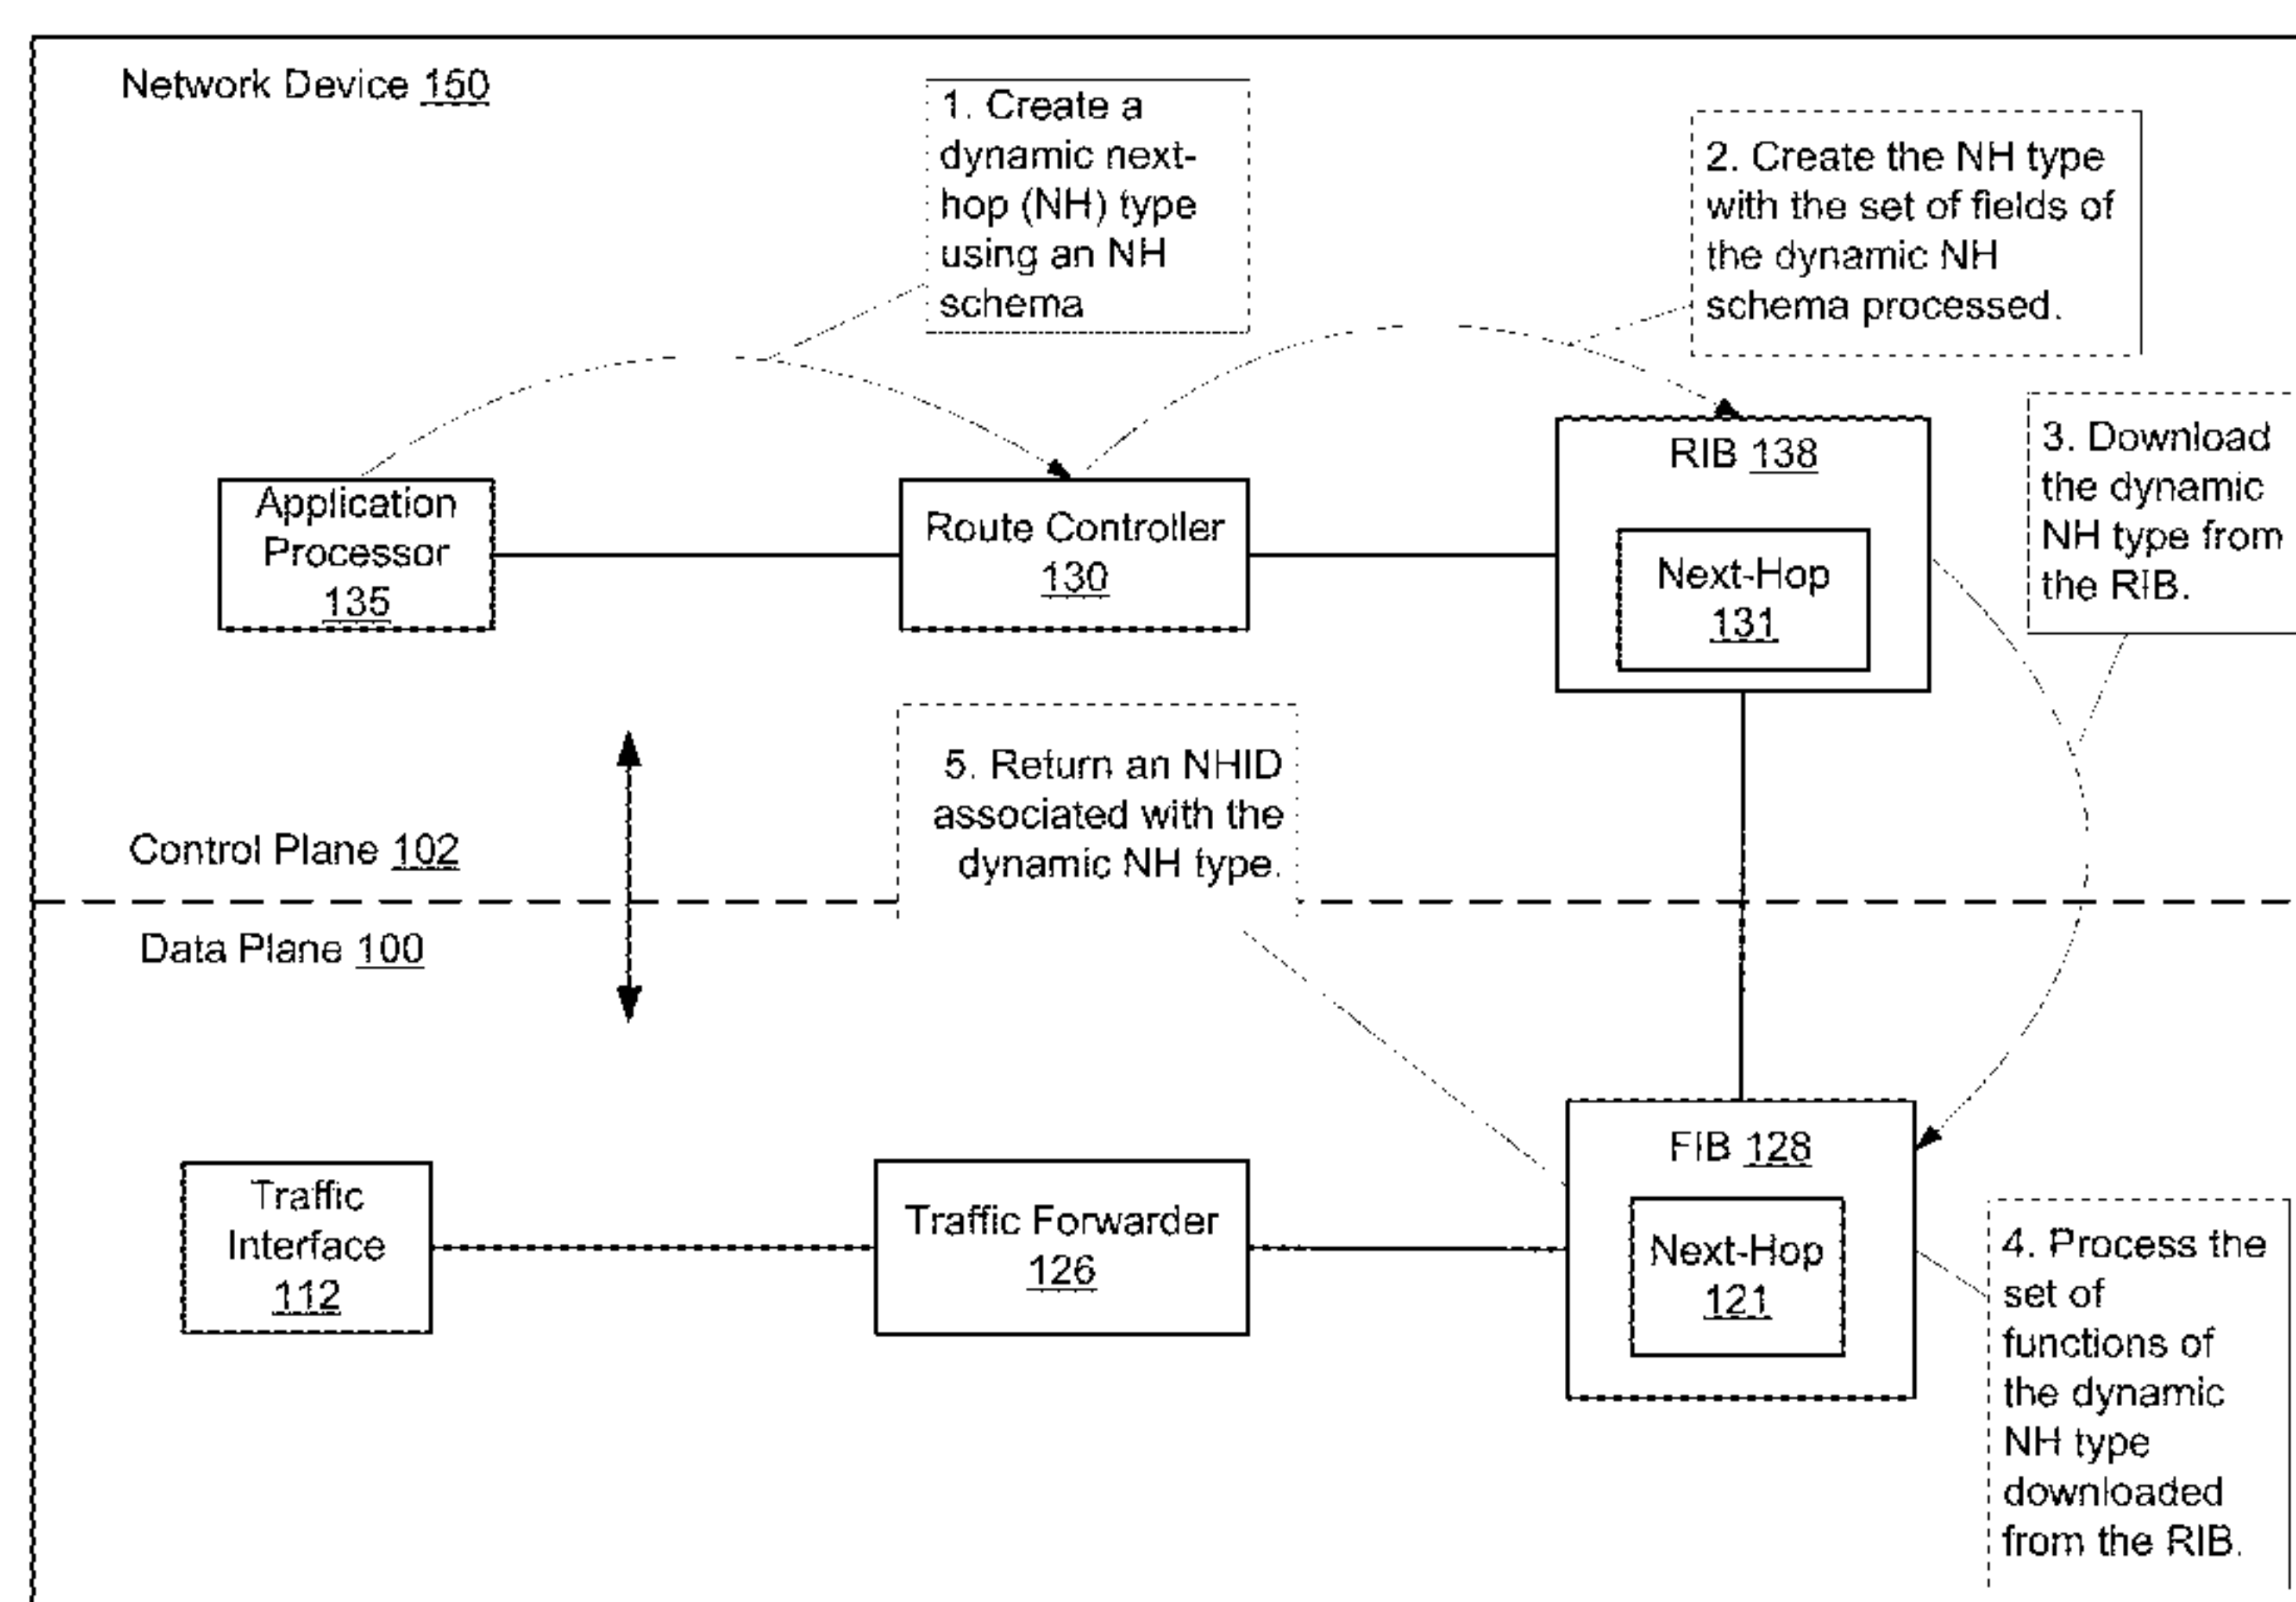 Network Device 150
1. Create a
dynamic next-
hop (NH) type
using an NH
schema
2. Create the NH type
with the set of fields of
the dynamic NH
schema processed.
3. Download
the dynamic
NH type from
the RIB.
Application
Processor
135
Route Controller
130
RIB 138
Next-Hop
131
5. Return an NHID
associated with the
dynamic NH type.
Control Plane 102
Data Plane 100
Traffic
Interface
112
Traffic Forwarder
126
FIB 128
Next-Hop
121
4. Process the
set of
functions of
the dynamic
NH type
downloaded
from the RIB.